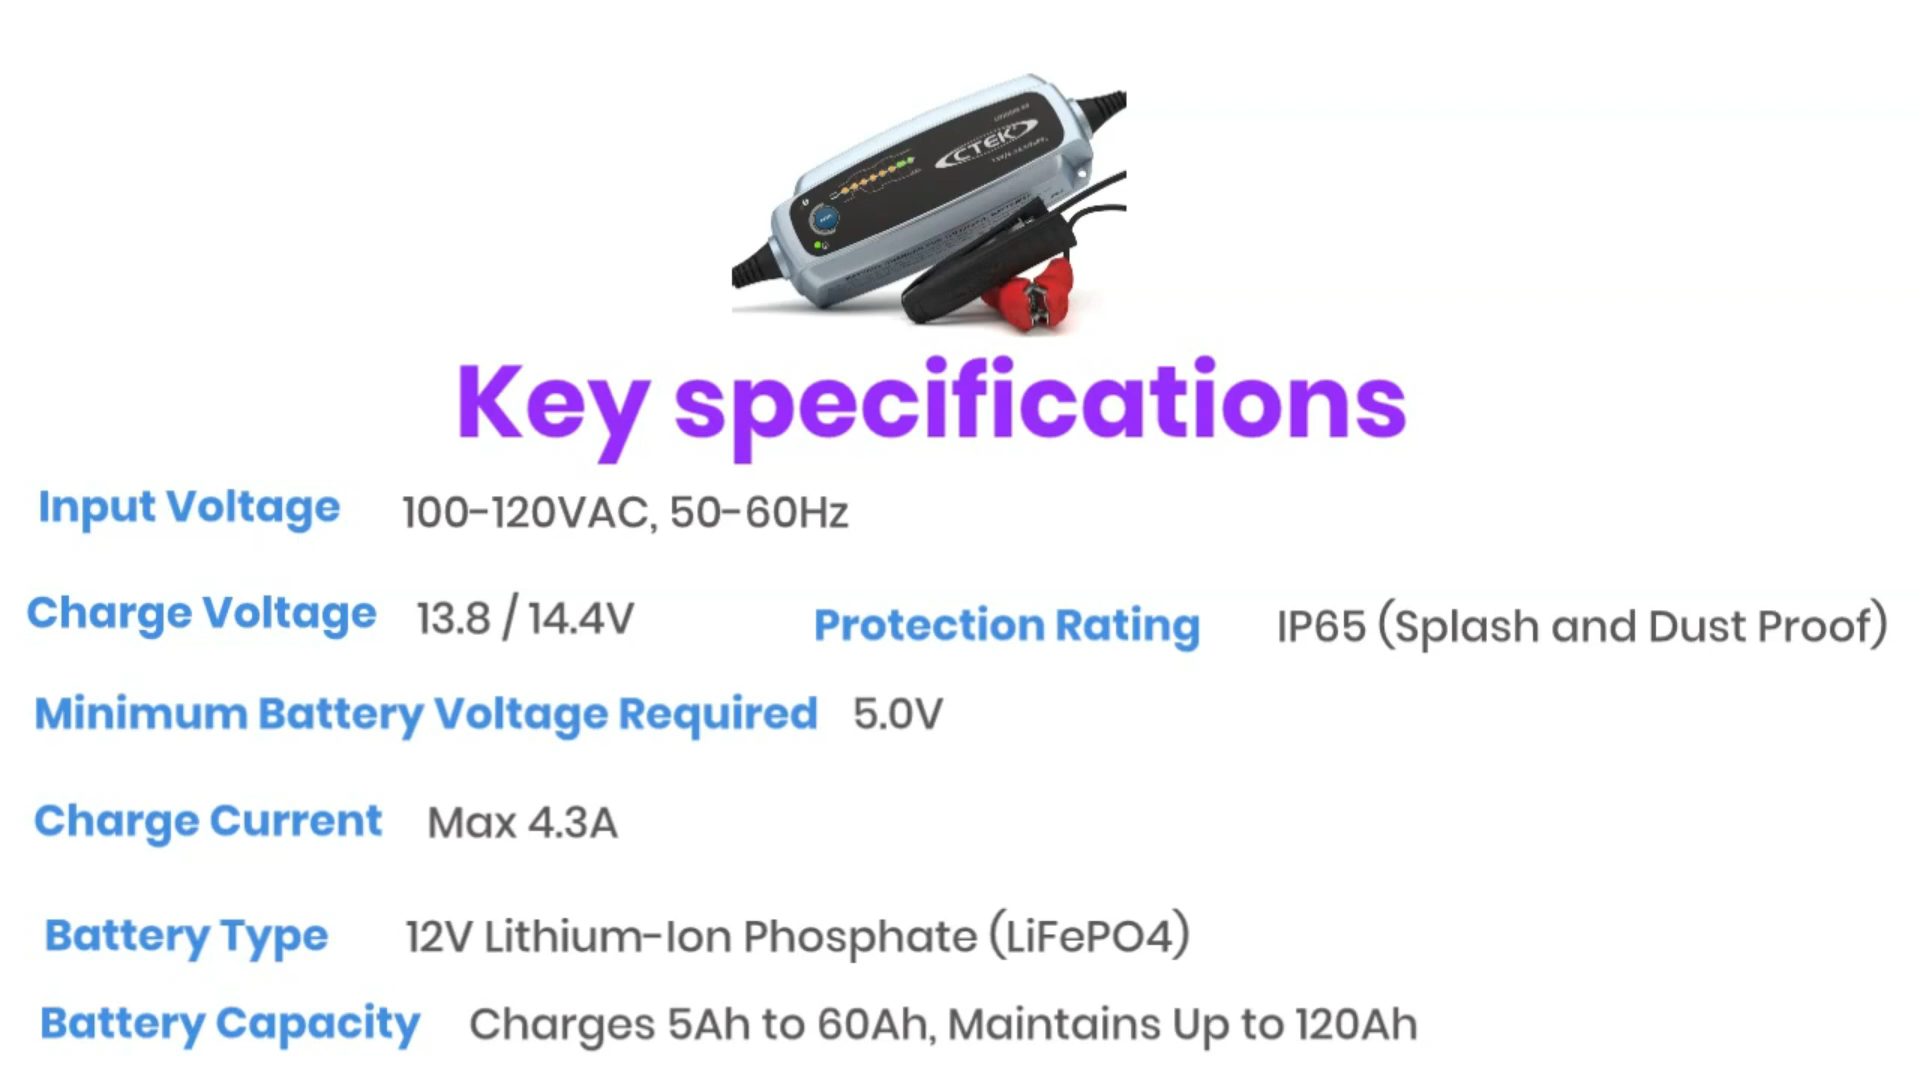 CTEK
Key specifications
Input Voltage 100-120VAC, 50-60Hz
Charge Voltage 13.8 / 14.4V Protection Rating IP65 (Splash and Dust Proof)
Minimum Battery Voltage Required 5.0V
Charge Current Max 4.3A
Battery Type 12V Lithium-Ion Phosphate (LiFePO4)
Battery Capacity Charges 5Ah to 60Ah, Maintains Up to 120Ah